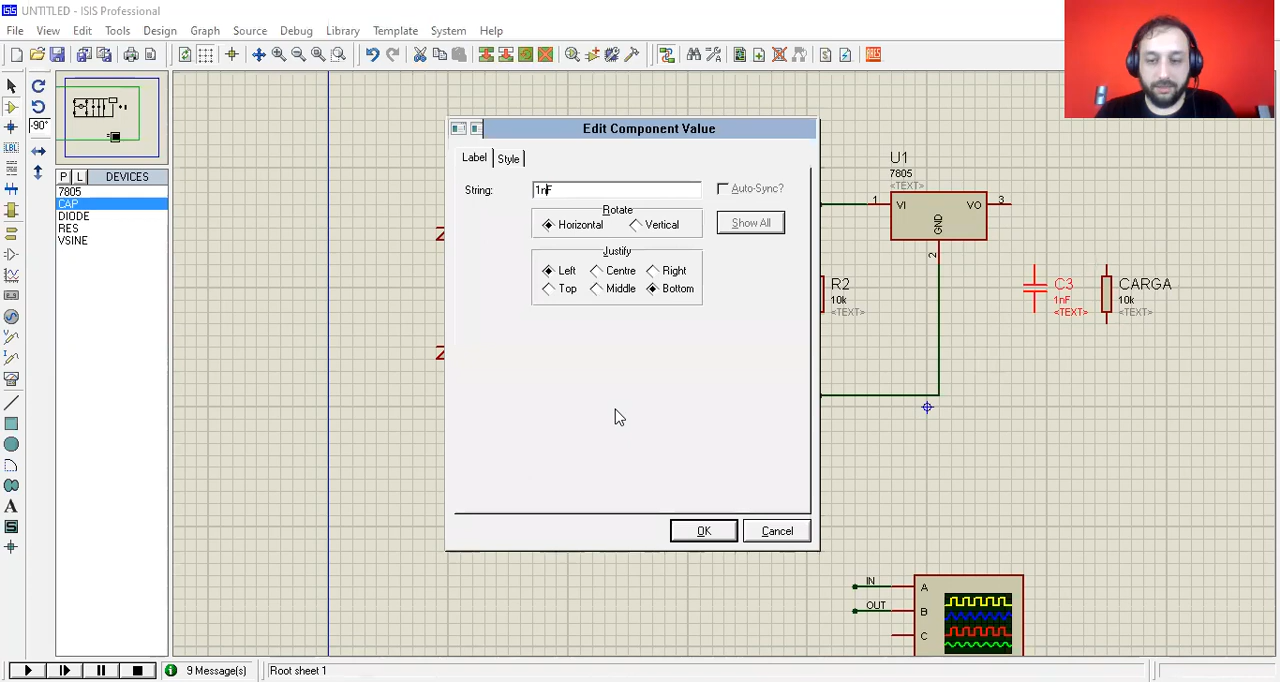 UNTITLED - ISIS Professional
File View Edit Tools Design Graph Source Debug Library Template System Help
-90°
P L DEVICES
7805
CAP
DIODE
RES
VSINE
LBL
A
S
Edit Component Value
Label Style
String: 1nF Auto-Sync?
Rotate
Horizontal Vertical Show All
Justify
Left Centre Right
Top Middle Bottom
OK Cancel
U1
7805
<TEXT>
1 VI VO 3
GND
2
R2
10k
<TEXT>
C3
1nF
<TEXT>
CARGA
10k
<TEXT>
IN A
OUT B
C
9 Message(s) Root sheet 1